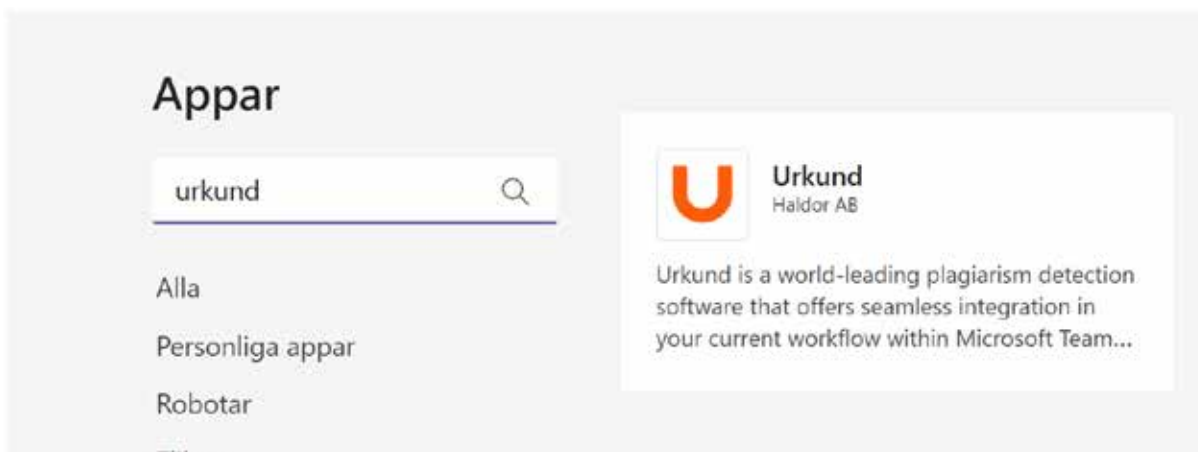 Appar
urkund
Alla
Personliga appar
Robotar
Urkund
Haldor AB
Urkund is a world-leading plagiarism detection
software that offers seamless integration in
your current workflow within Microsoft Team...